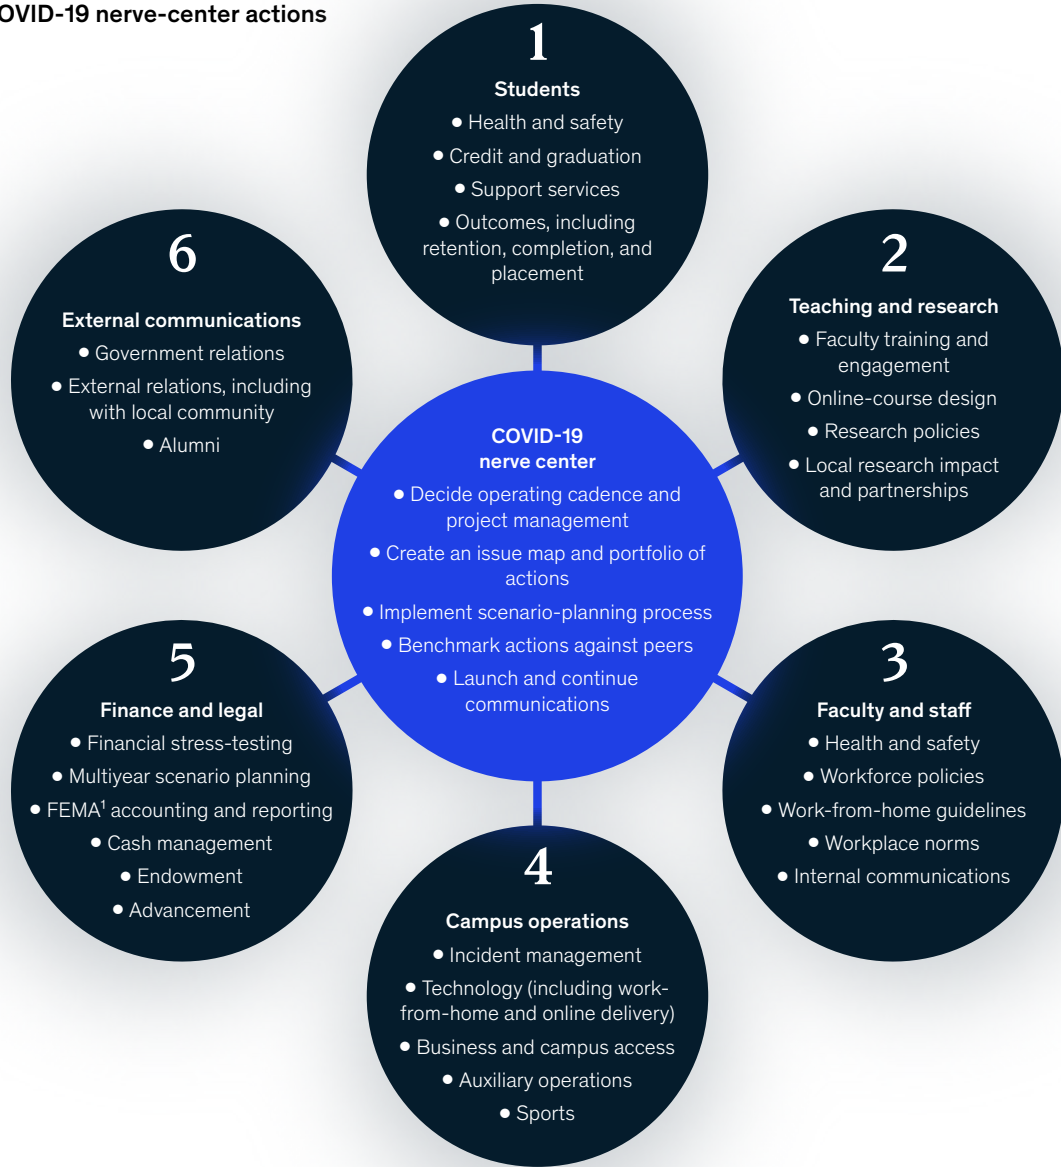 OVID-19 nerve-center actions
1
Students
• Health and safety
• Credit and graduation
• Support services
• Outcomes, including
retention, completion, and
placement
2
Teaching and research
• Faculty training and
engagement
• Online-course design
• Research policies
• Local research impact
and partnerships
3
Faculty and staff
• Health and safety
• Workforce policies
• Work-from-home guidelines
• Workplace norms
• Internal communications
4
Campus operations
• Incident management
• Technology (including work-
from-home and online delivery)
• Business and campus access
• Auxiliary operations
• Sports
5
Finance and legal
• Financial stress-testing
• Multiyear scenario planning
• FEMA¹ accounting and reporting
• Cash management
• Endowment
• Advancement
6
External communications
• Government relations
• External relations, including
with local community
• Alumni
COVID-19
nerve center
• Decide operating cadence and
project management
• Create an issue map and portfolio of
actions
• Implement scenario-planning process
• Benchmark actions against peers
• Launch and continue
communications